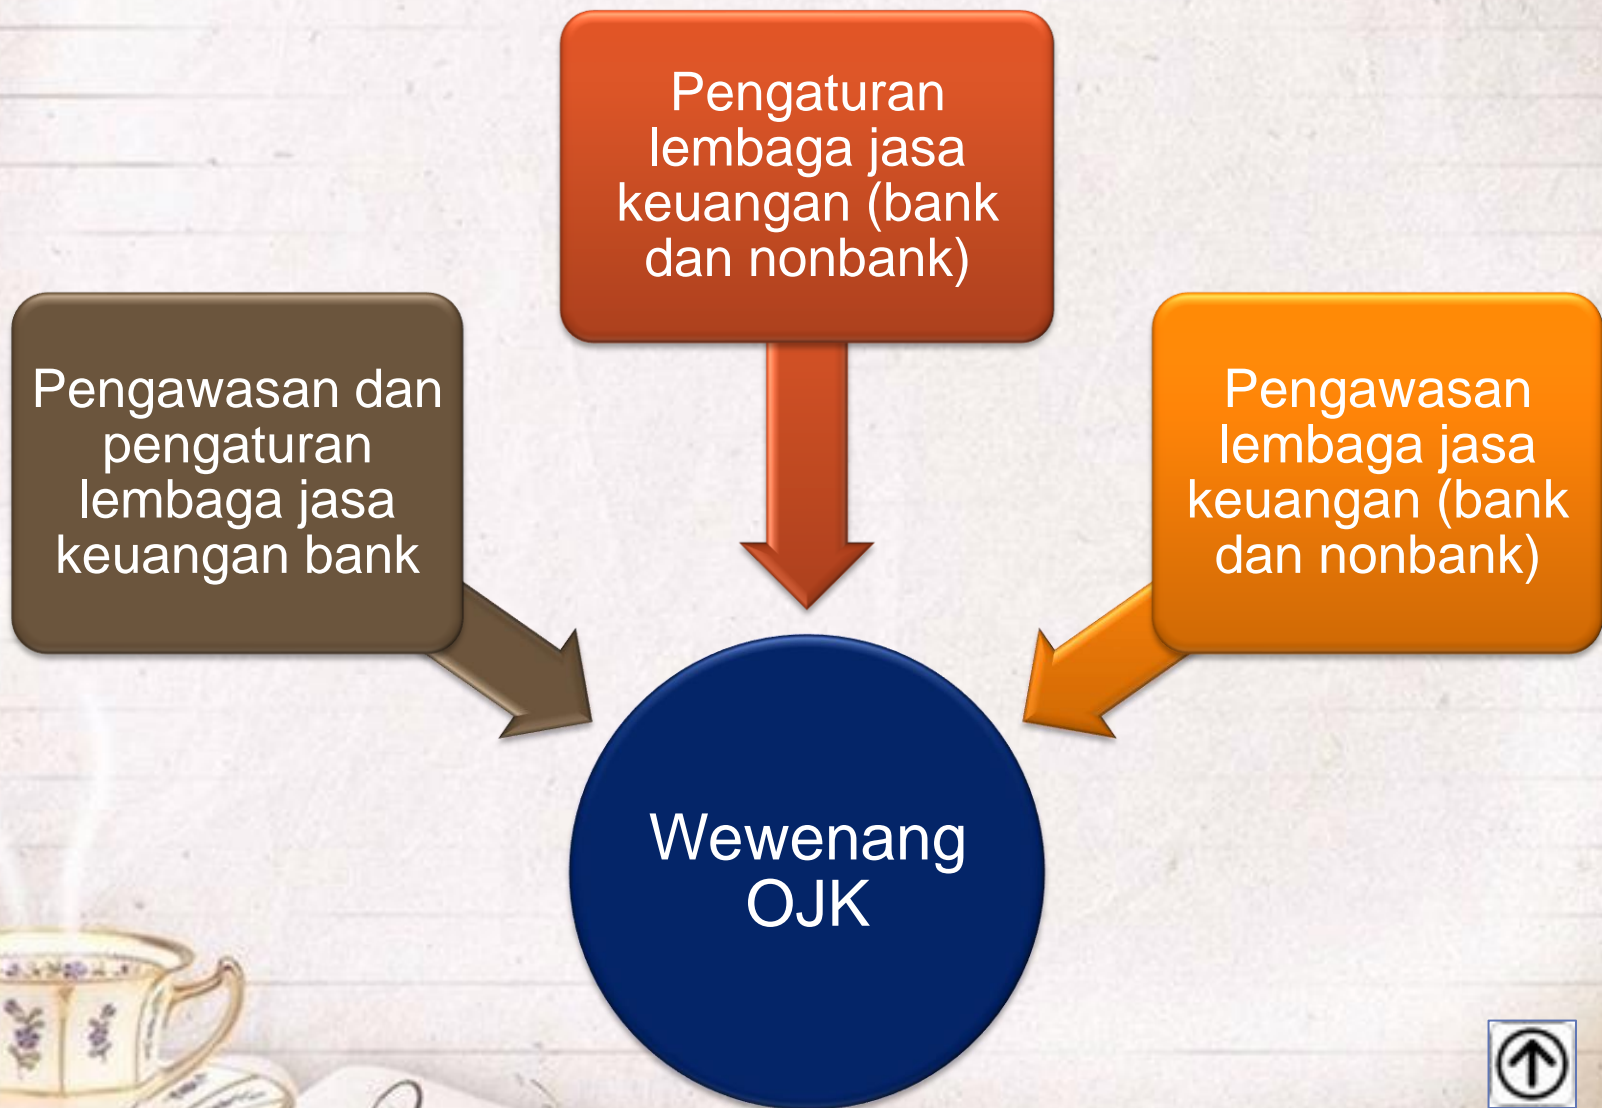 Pengaturan
lembaga jasa
keuangan (bank
dan nonbank)
Pengawasan dan
pengaturan
lembaga jasa
keuangan bank
Pengawasan
lembaga jasa
keuangan (bank
dan nonbank)
Wewenang
OJK